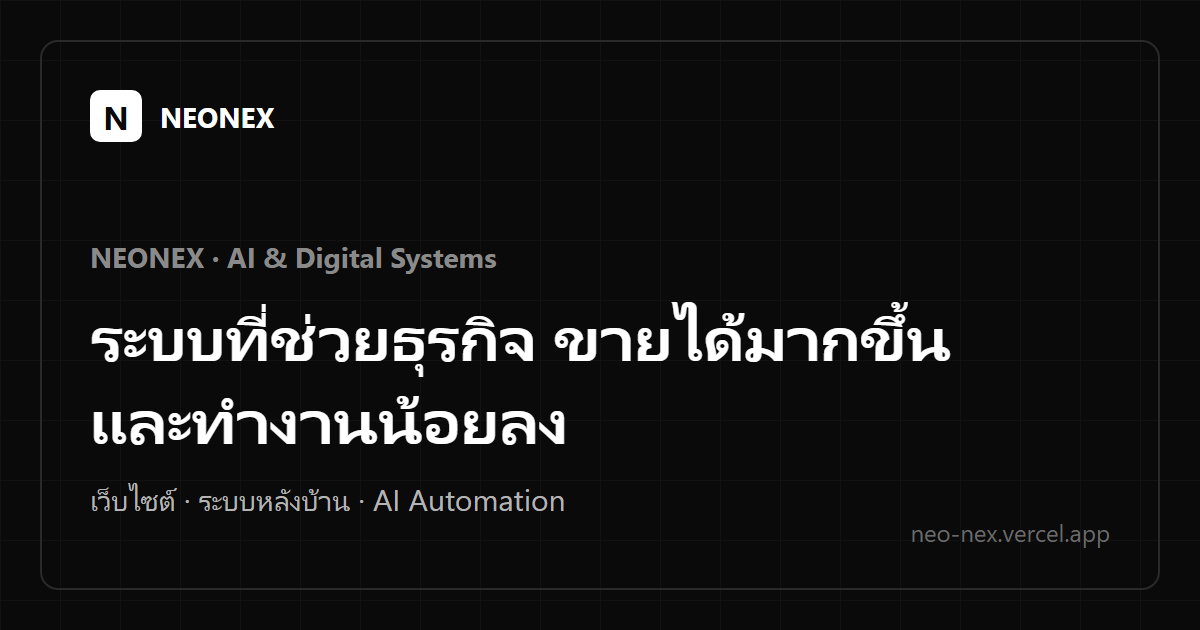 N NEONEX
NEONEX · AI & Digital Systems
ระบบที่ช่วยธุรกิจ ขายได้มากขึ้น
และทำงานน้อยลง
เว็บไซต์ · ระบบหลังบ้าน · AI Automation
neo-nex.vercel.app